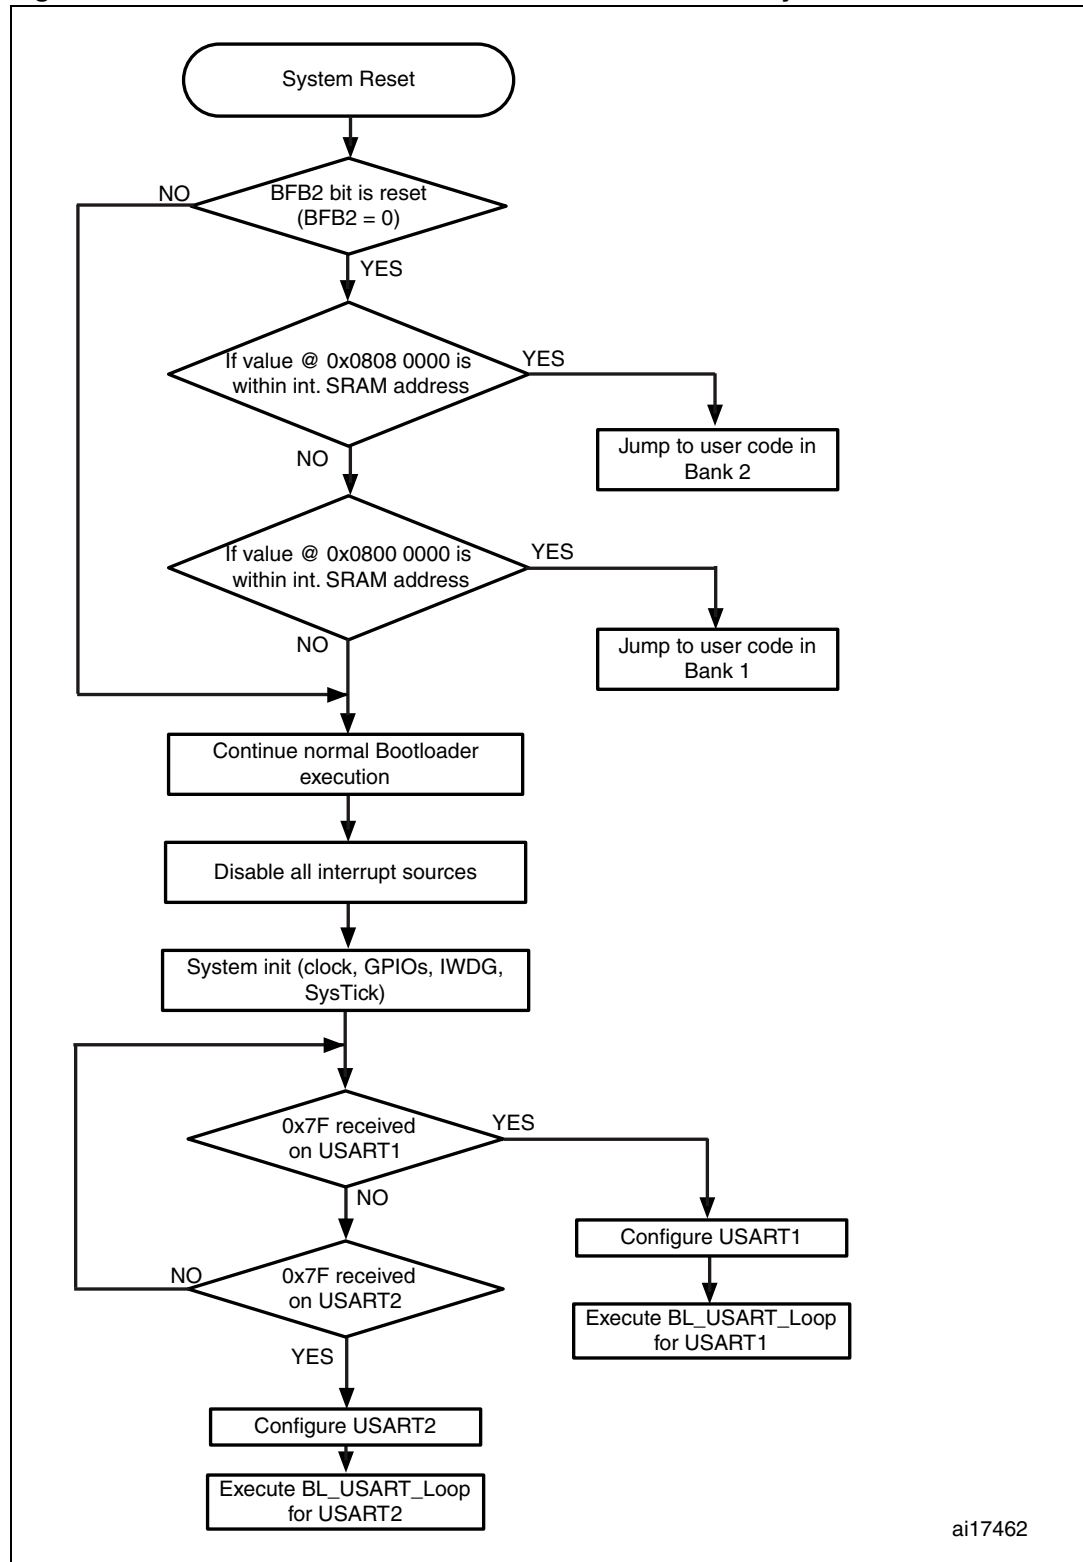 System Reset
NO
BFB2 bit is reset
(BFB2 = 0)
YES
If value @ 0x0808 0000 is
within int. SRAM address
YES
Jump to user code in
Bank 2
NO
If value @ 0x0800 0000 is
within int. SRAM address
YES
Jump to user code in
Bank 1
NO
Continue normal Bootloader
execution
Disable all interrupt sources
System init (clock, GPIOs, IWDG,
SysTick)
0x7F received
on USART1
YES
NO
Configure USART1
NO
0x7F received
on USART2
Execute BL_USART_Loop
for USART1
YES
Configure USART2
Execute BL_USART_Loop
for USART2
ai17462